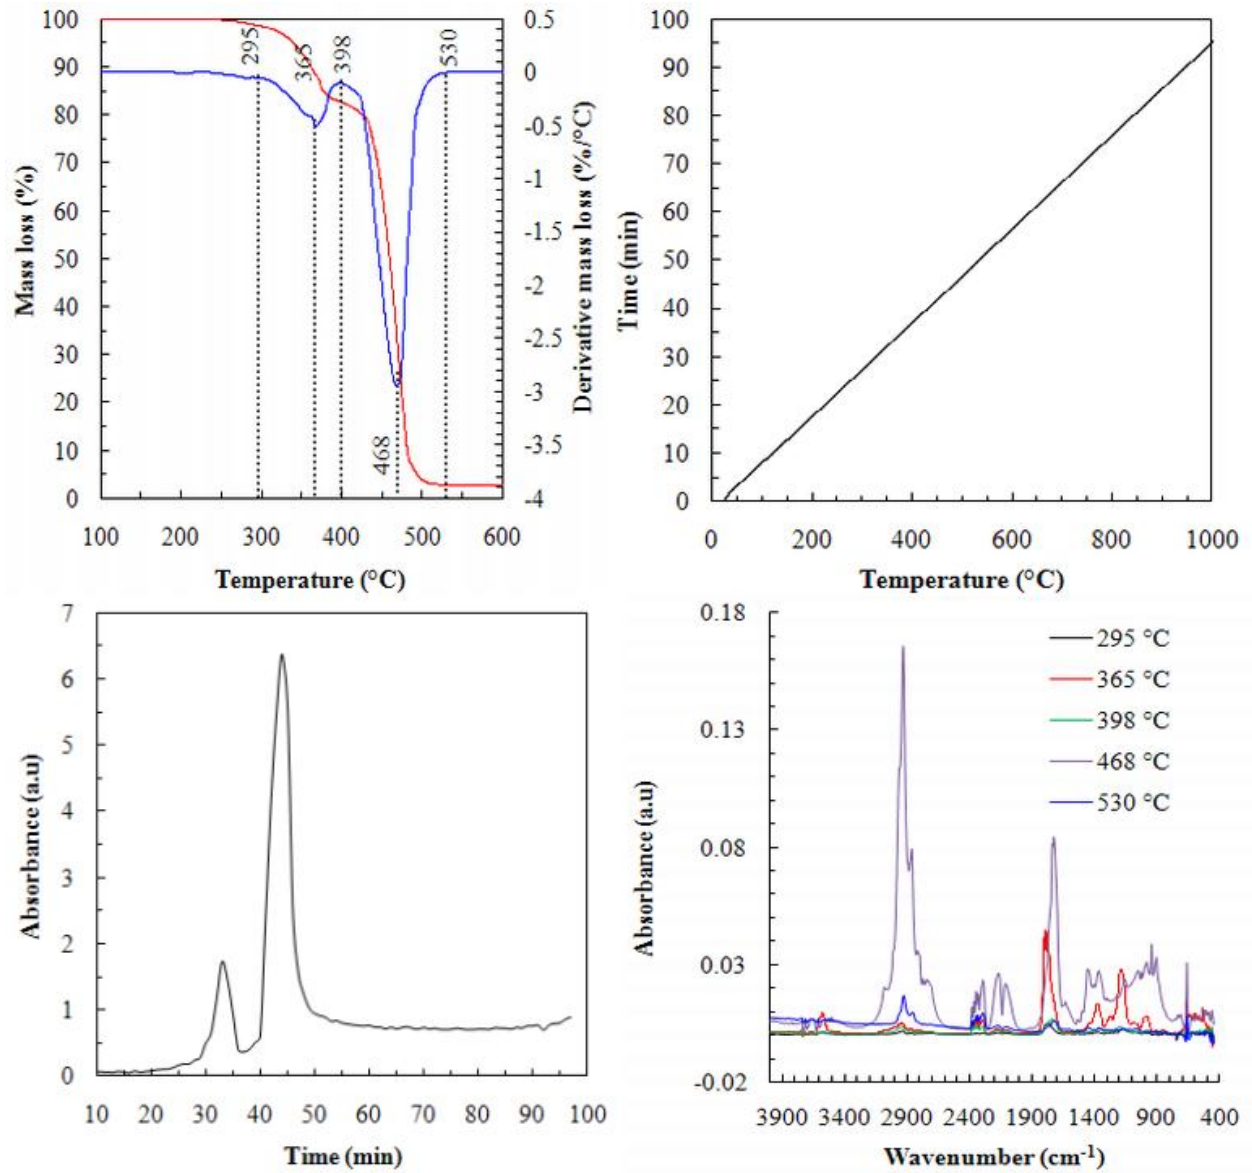 100
90
80
70
60
50
40
30
20
10
0
Mass loss (%)
295
365
398
468
530
0.5
0
-0.5
-1
-1.5
-2
-2.5
-3
-3.5
-4
Derivative mass loss (%/°C)
100 200 300 400 500 600
Temperature (°C)
100
90
80
70
60
50
40
30
20
10
0
Time (min)
0 200 400 600 800 1000
Temperature (°C)
7
6
5
4
3
2
1
0
Absorbance (a.u)
10 20 30 40 50 60 70 80 90 100
Time (min)
0.18
0.13
0.08
0.03
-0.02
Absorbance (a.u)
295 °C
365 °C
398 °C
468 °C
530 °C
3900 3400 2900 2400 1900 1400 900 400
Wavenumber (cm⁻¹)